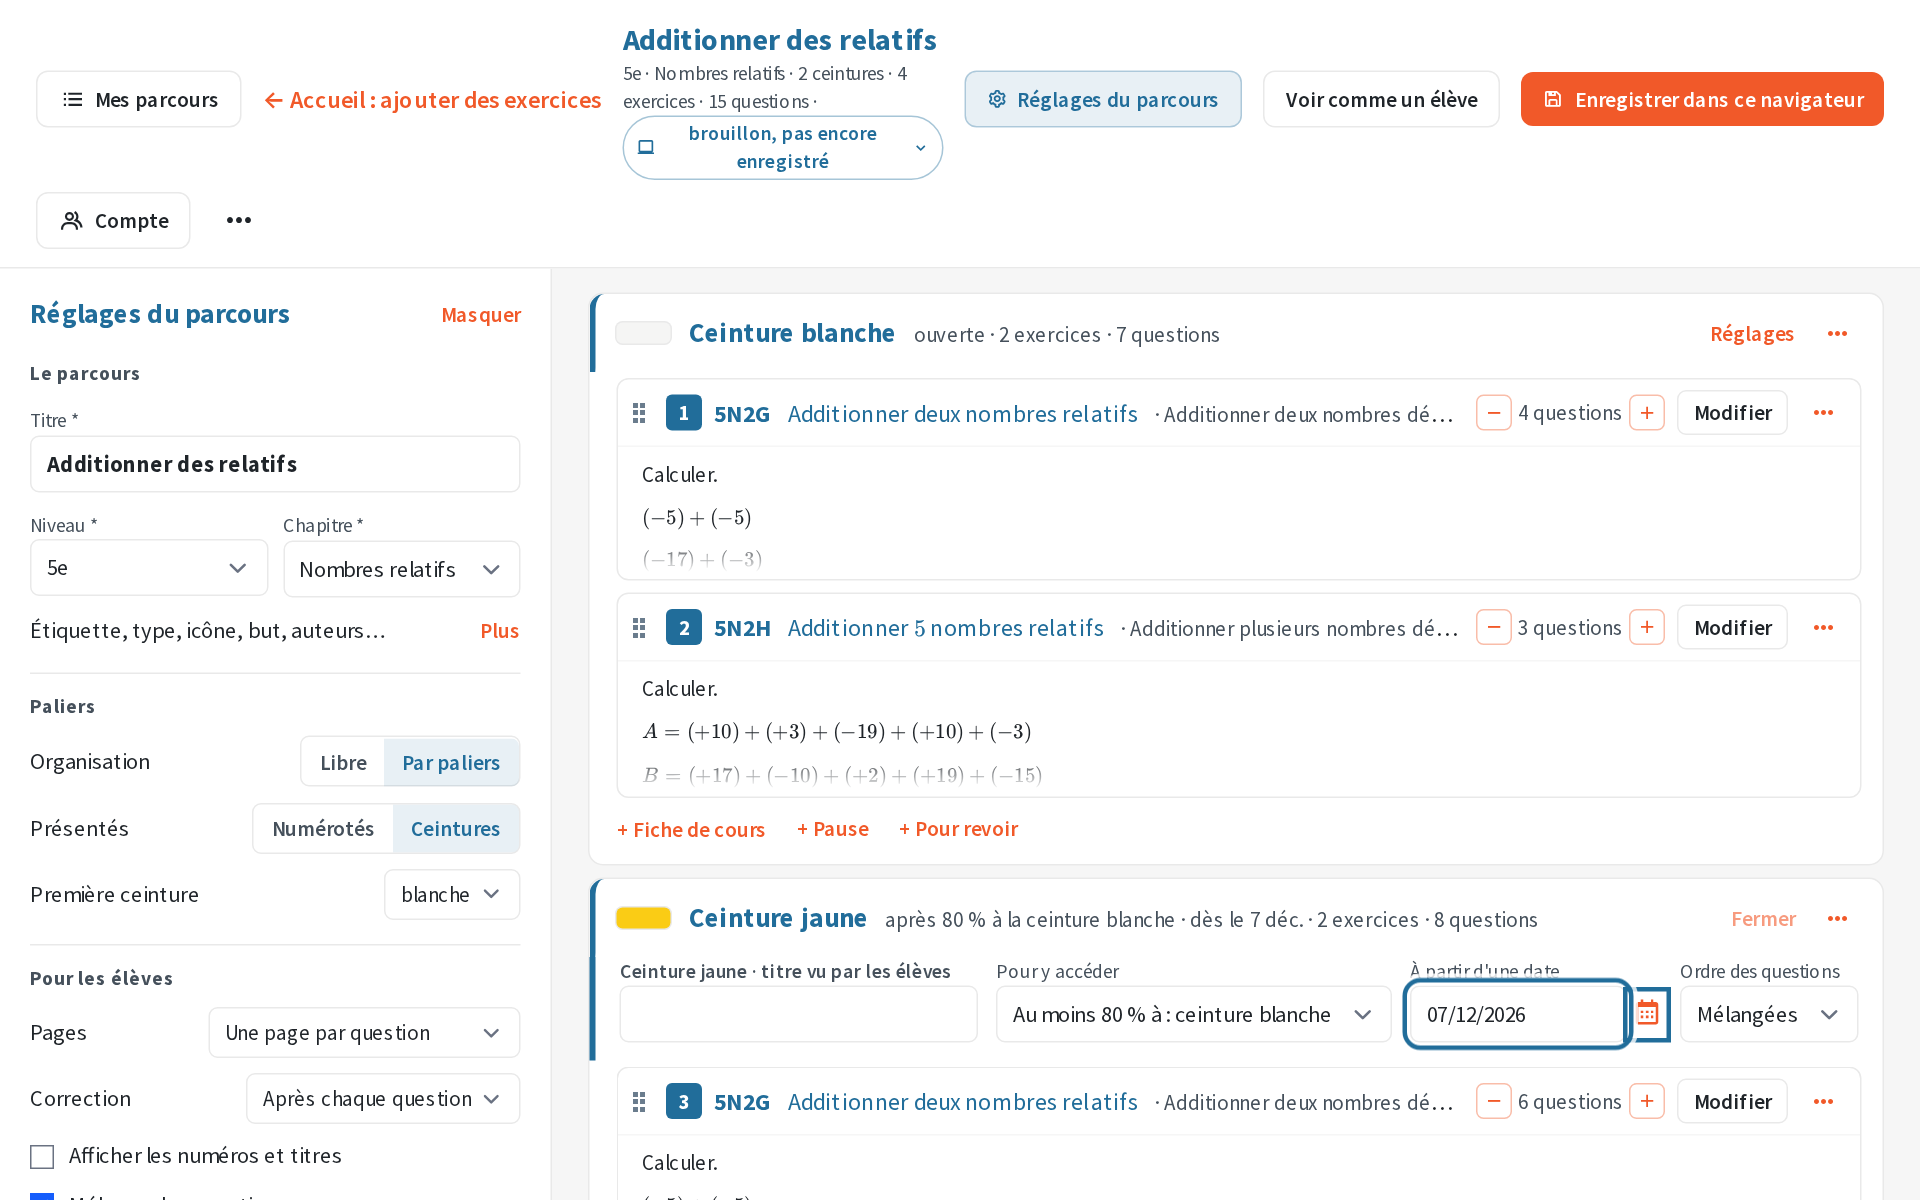 Mes parcours
← Accueil : ajouter des exercices
Additionner des relatifs
5e · Nombres relatifs · 2 ceintures · 4
exercices · 15 questions ·
brouillon, pas encore
enregistré
Réglages du parcours
Voir comme un élève
Enregistrer dans ce navigateur
Compte
•••
Réglages du parcours
Masquer
Le parcours
Titre *
Additionner des relatifs
Niveau *
Chapitre *
5e
Nombres relatifs
Étiquette, type, icône, but, auteurs…
Plus
Paliers
Organisation
Libre
Par paliers
Présentés
Numérotés
Ceintures
Première ceinture
blanche
Pour les élèves
Pages
Une page par question
Correction
Après chaque question
Afficher les numéros et titres
Ceinture blanche
ouverte · 2 exercices · 7 questions
Réglages
•••
1 5N2G Additionner deux nombres relatifs · Additionner deux nombres dé…
− 4 questions +
Modifier
•••
Calculer.
(−5) + (−5)
(−17) + (−3)
2 5N2H Additionner 5 nombres relatifs · Additionner plusieurs nombres dé…
− 3 questions +
Modifier
•••
Calculer.
A = (+10) + (+3) + (−19) + (+10) + (−3)
B = (+17) + (−10) + (+2) + (+19) + (−15)
+ Fiche de cours
+ Pause
+ Pour revoir
Ceinture jaune
après 80 % à la ceinture blanche · dès le 7 déc. · 2 exercices · 8 questions
Fermer
•••
Ceinture jaune · titre vu par les élèves
Pour y accéder
Au moins 80 % à : ceinture blanche
À partir d'une date
07/12/2026
Ordre des questions
Mélangées
3 5N2G Additionner deux nombres relatifs · Additionner deux nombres dé…
− 6 questions +
Modifier
•••
Calculer.